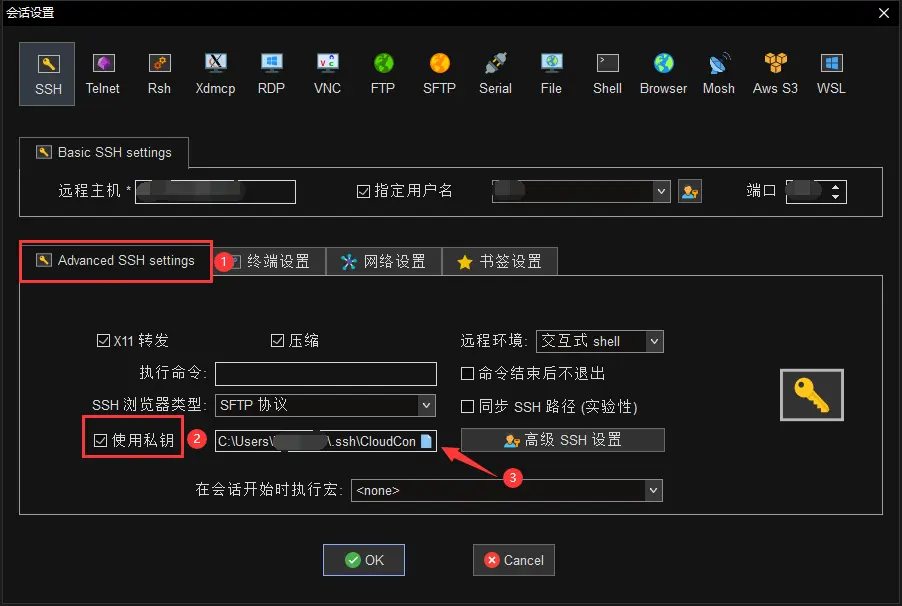 会话设置
SSH Telnet Rsh Xdmcp RDP VNC FTP SFTP Serial File Shell Browser Mosh Aws S3 WSL
Basic SSH settings
远程主机 * 指定用户名 端口
Advanced SSH settings 1 终端设置 网络设置 书签设置
X11 转发 压缩 远程环境: 交互式 shell
执行命令: 命令结束后不退出
SSH 浏览器类型: SFTP 协议 同步 SSH 路径 (实验性)
使用私钥 2 C:\Users\ \.ssh\CloudCon 高级 SSH 设置
3
在会话开始时执行宏: <none>
OK Cancel